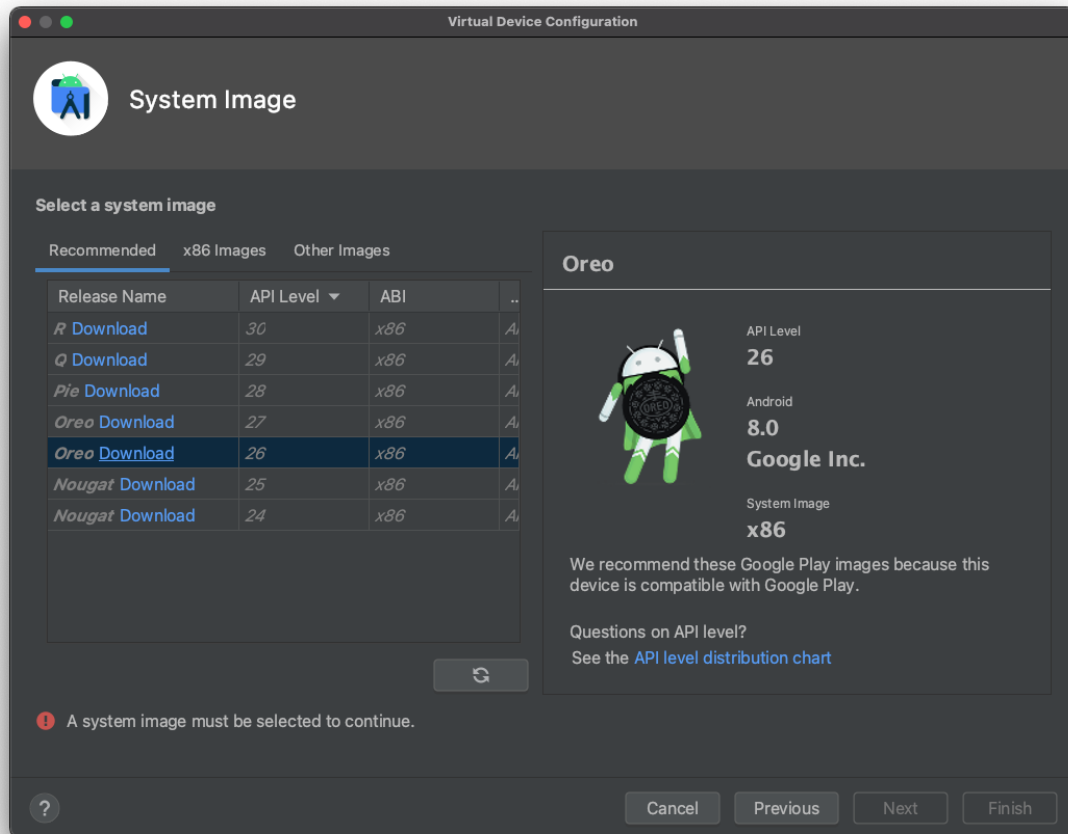 Virtual Device Configuration
System Image
Select a system image
Recommended x86 Images Other Images
Release Name API Level ABI ..
R Download 30 x86
Q Download 29 x86
Pie Download 28 x86
Oreo Download 27 x86
Oreo Download 26 x86
Nougat Download 25 x86
Nougat Download 24 x86
Oreo
OREO
API Level
26
Android
8.0
Google Inc.
System Image
x86
We recommend these Google Play images because this
device is compatible with Google Play.
Questions on API level?
See the API level distribution chart
A system image must be selected to continue.
? Cancel Previous Next Finish